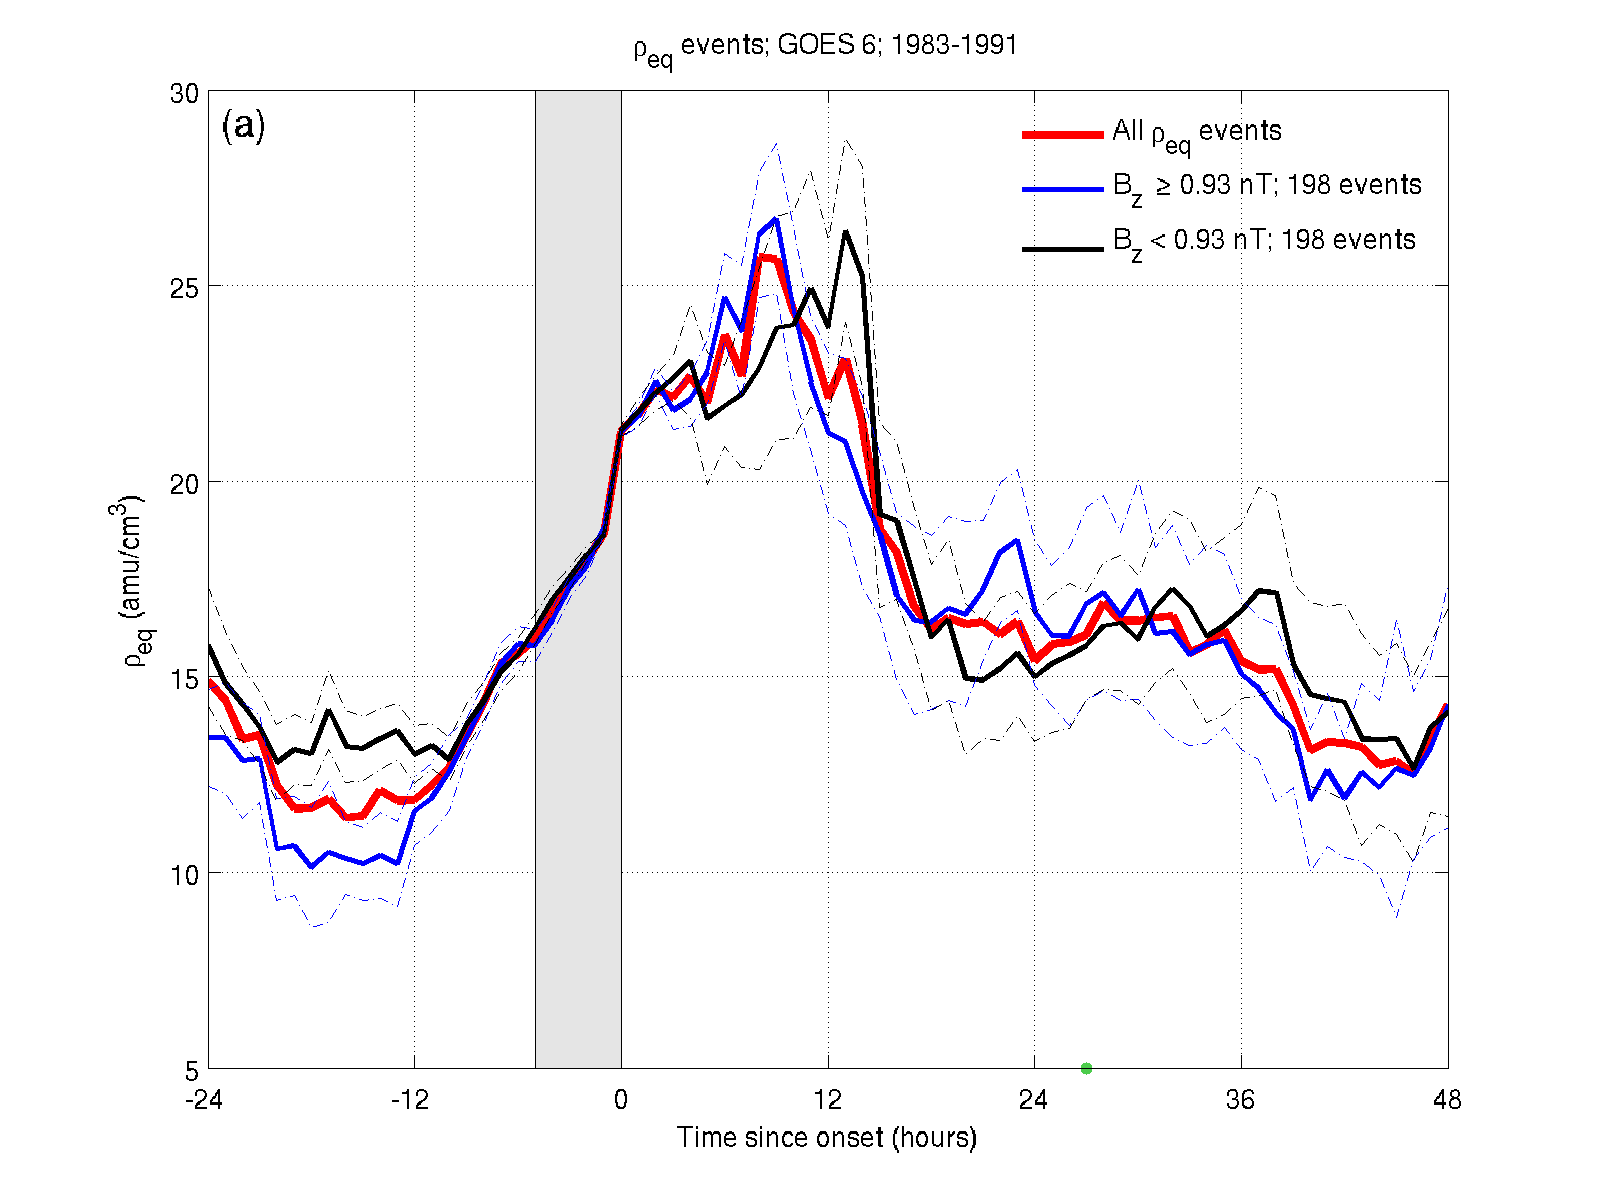 ρeq events; GOES 6; 1983-1991
(a)
All ρeq events
Bz ≥ 0.93 nT; 198 events
Bz < 0.93 nT; 198 events
30
25
20
15
10
5
ρeq (amu/cm3)
-24 -12 0 12 24 36 48
Time since onset (hours)